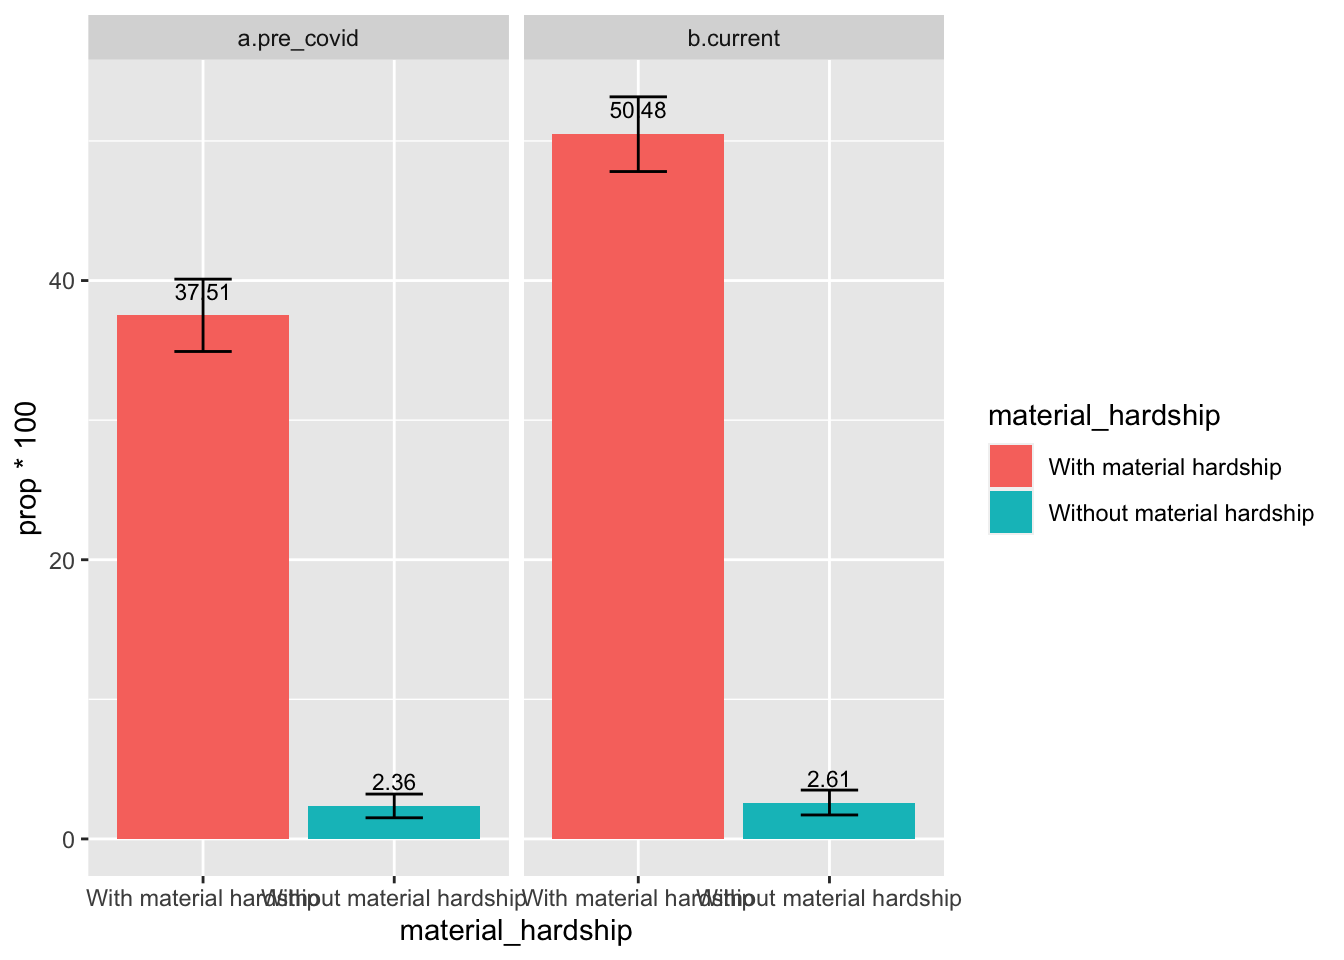 a.pre_covid
b.current
prop * 100
40
20
0
37.51
2.36
50.48
2.61
With material hardship
Without material hardship
With material hardship
Without material hardship
material_hardship
material_hardship
With material hardship
Without material hardship